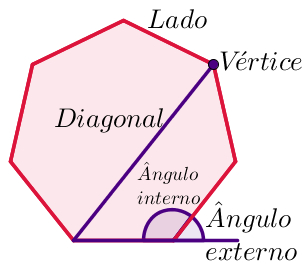 Lado
Vértice
Diagonal
Ângulo
interno
Ângulo
externo